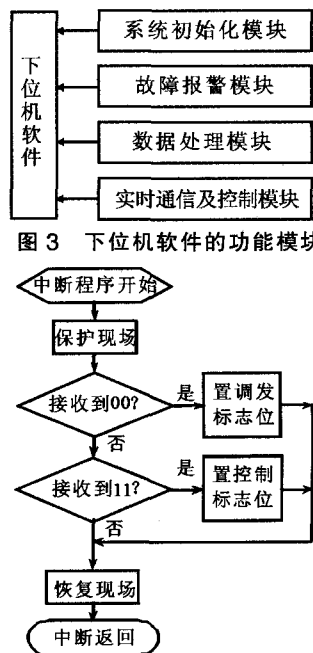 下位机软件
系统初始化模块
故障报警模块
数据处理模块
实时通信及控制模块
图 3 下位机软件的功能模块
中断程序开始
保护现场
接收到00?
是
置调发
标志位
否
接收到11?
是
置控制
标志位
否
恢复现场
中断返回